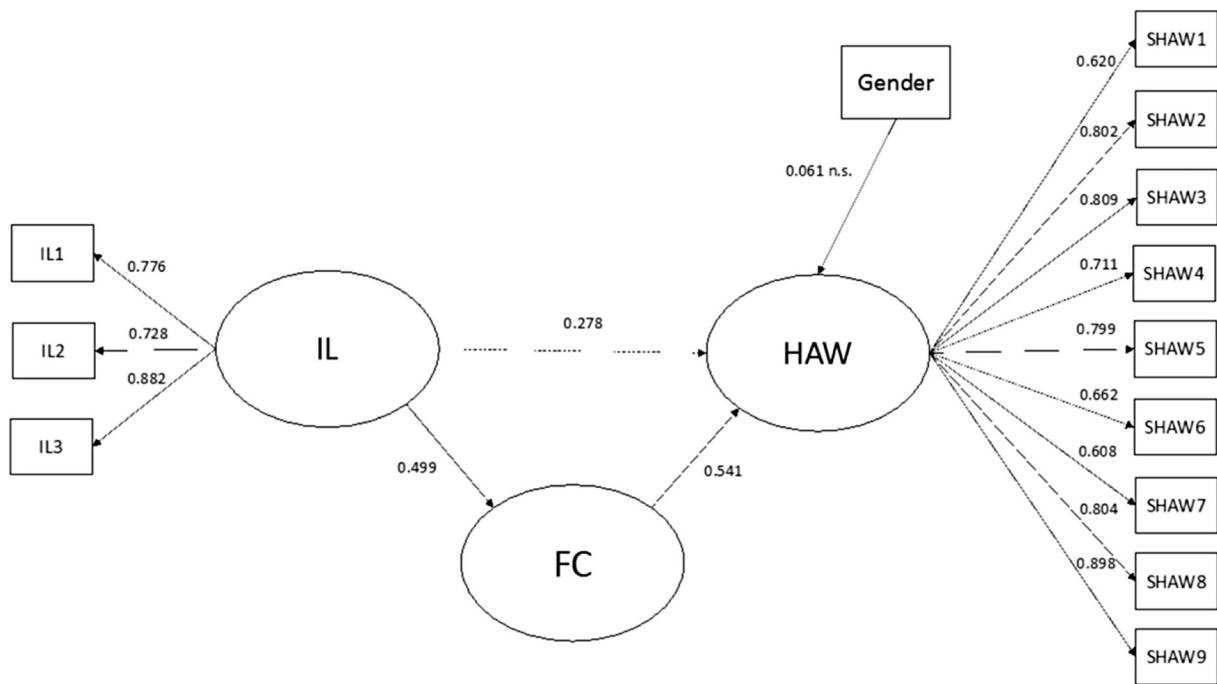 SHAW1
0.620
Gender
SHAW2
0.802
0.061 n.s.
SHAW3
0.809
IL1
0.776
SHAW4
0.711
IL2
0.728
IL
0.278
HAW
SHAW5
0.799
0.882
0.662
SHAW6
IL3
0.499
0.541
0.608
SHAW7
0.804
FC
0.898
SHAW8
SHAW9